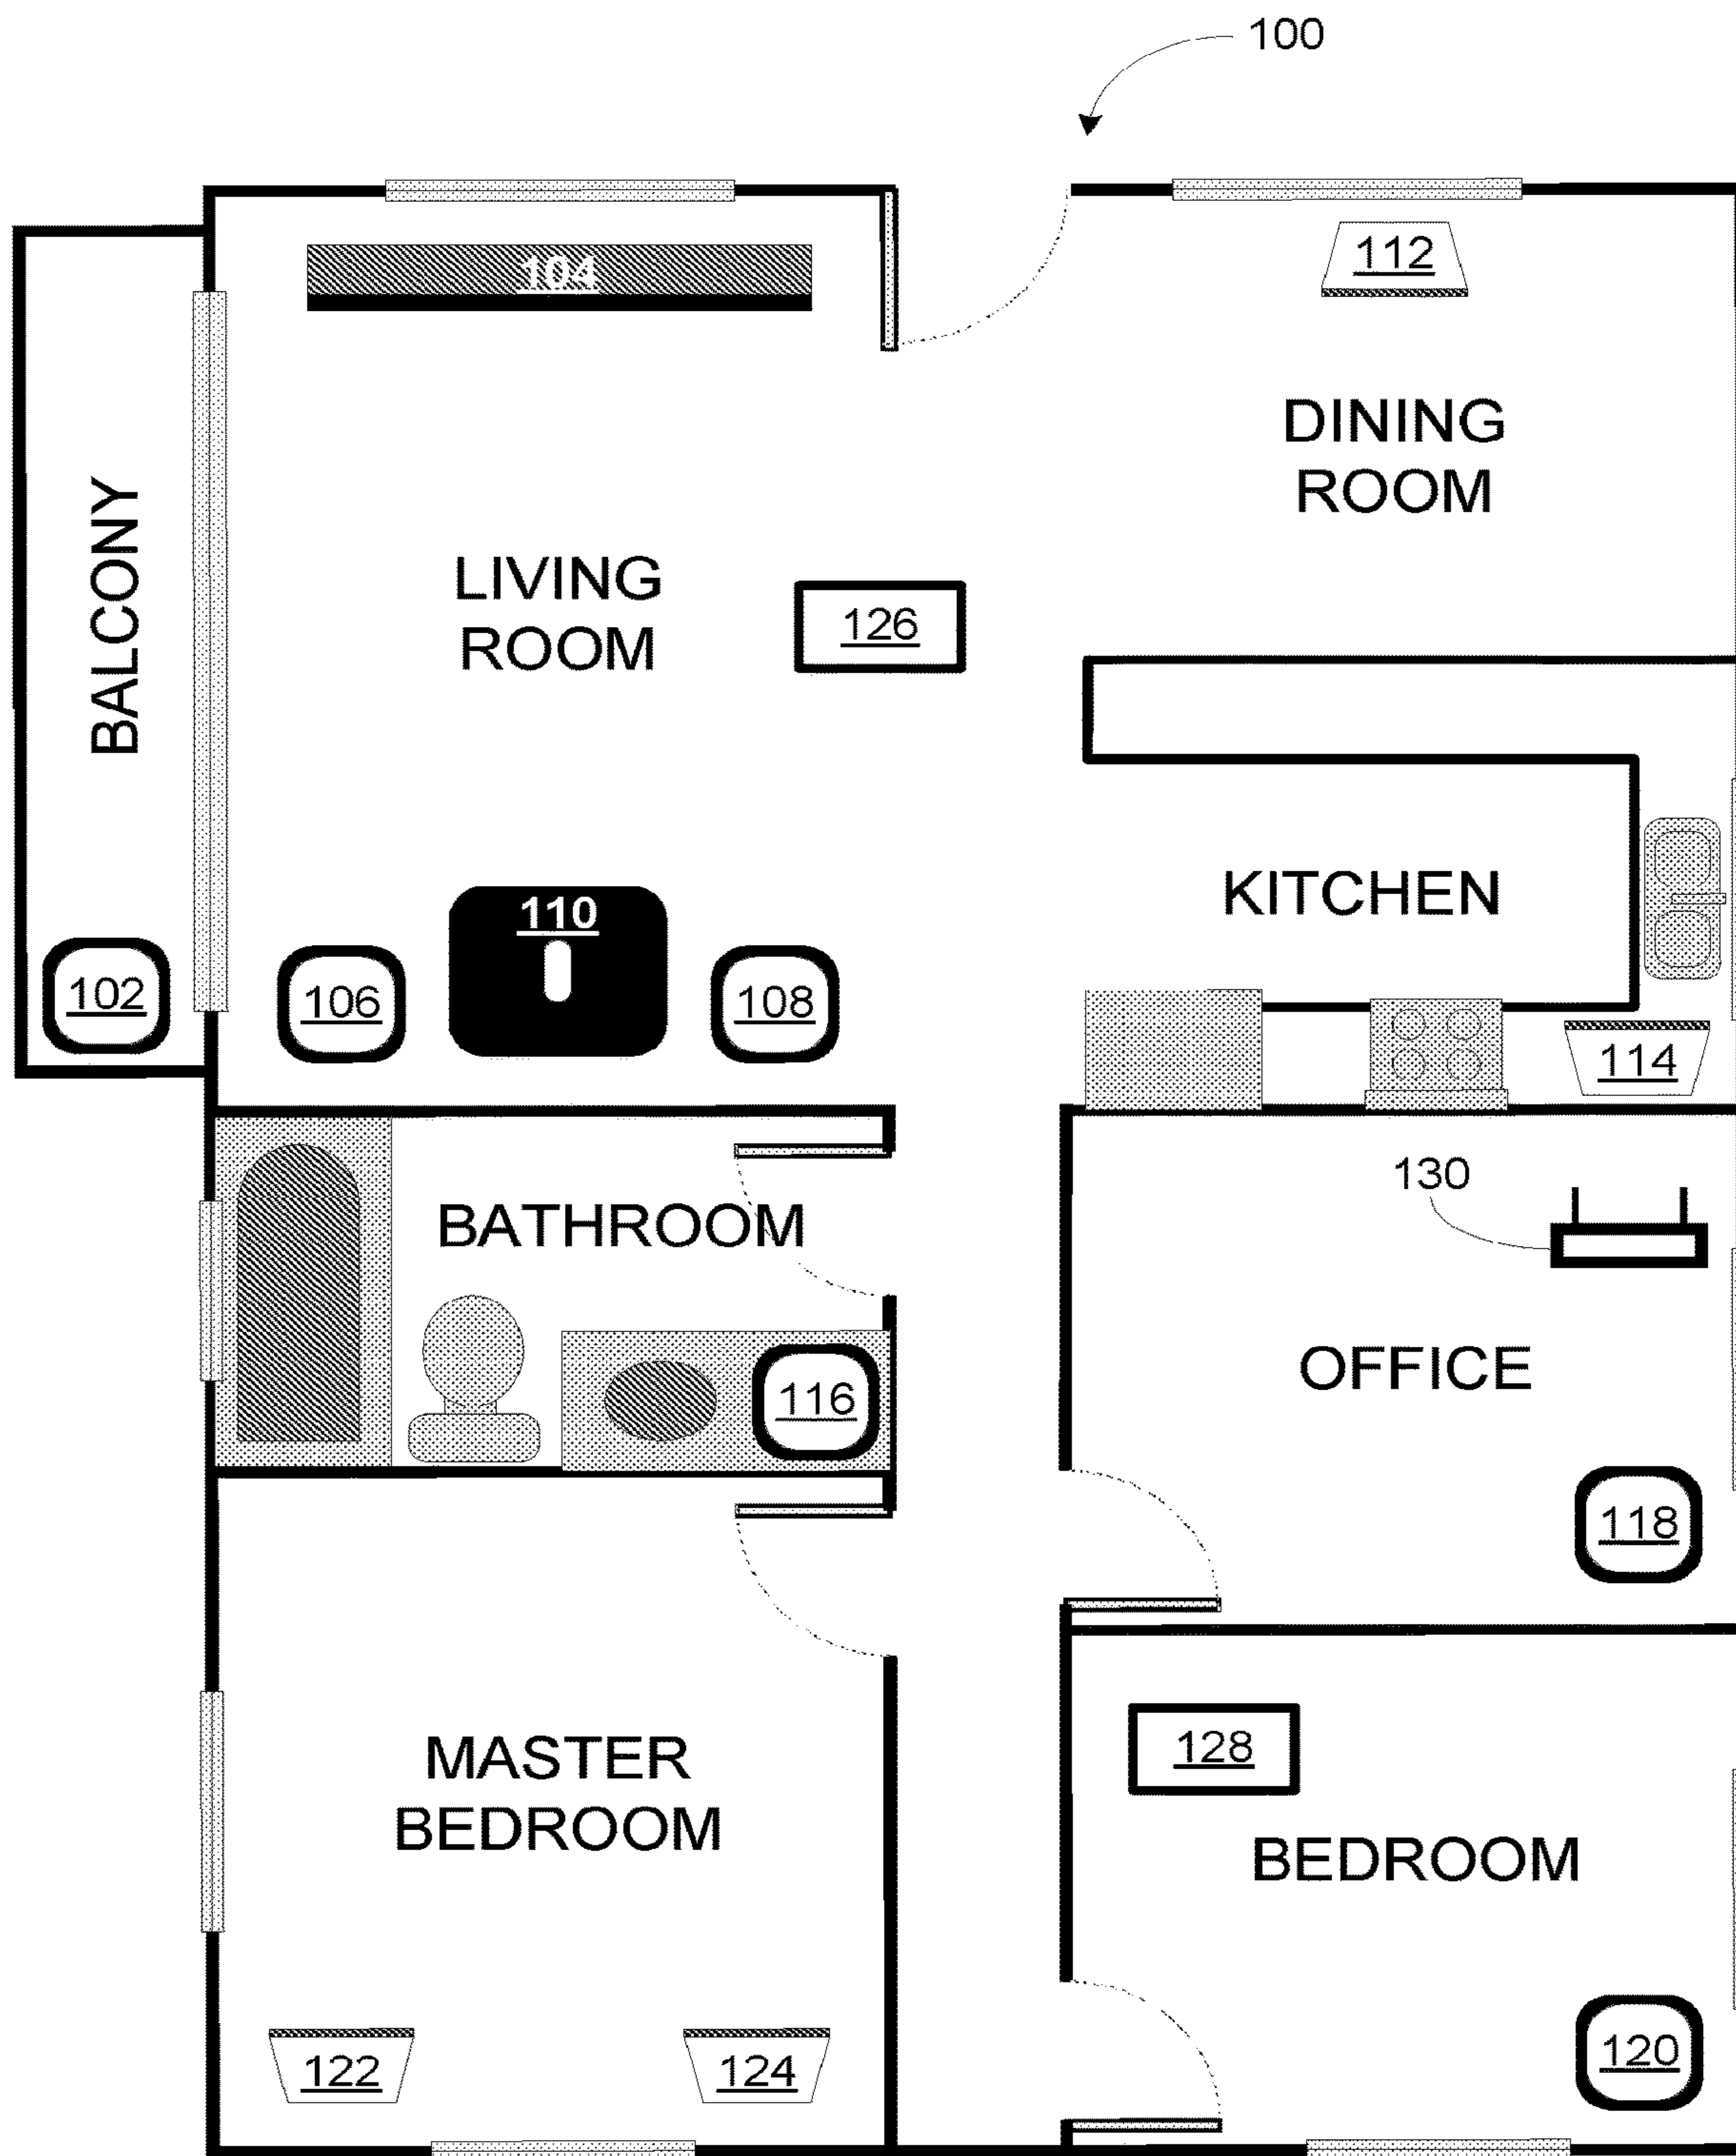 100
104
112
DINING
ROOM
BALCONY
LIVING
ROOM
126
KITCHEN
110
102
106
108
114
130
BATHROOM
OFFICE
116
118
MASTER
BEDROOM
128
BEDROOM
122
124
120